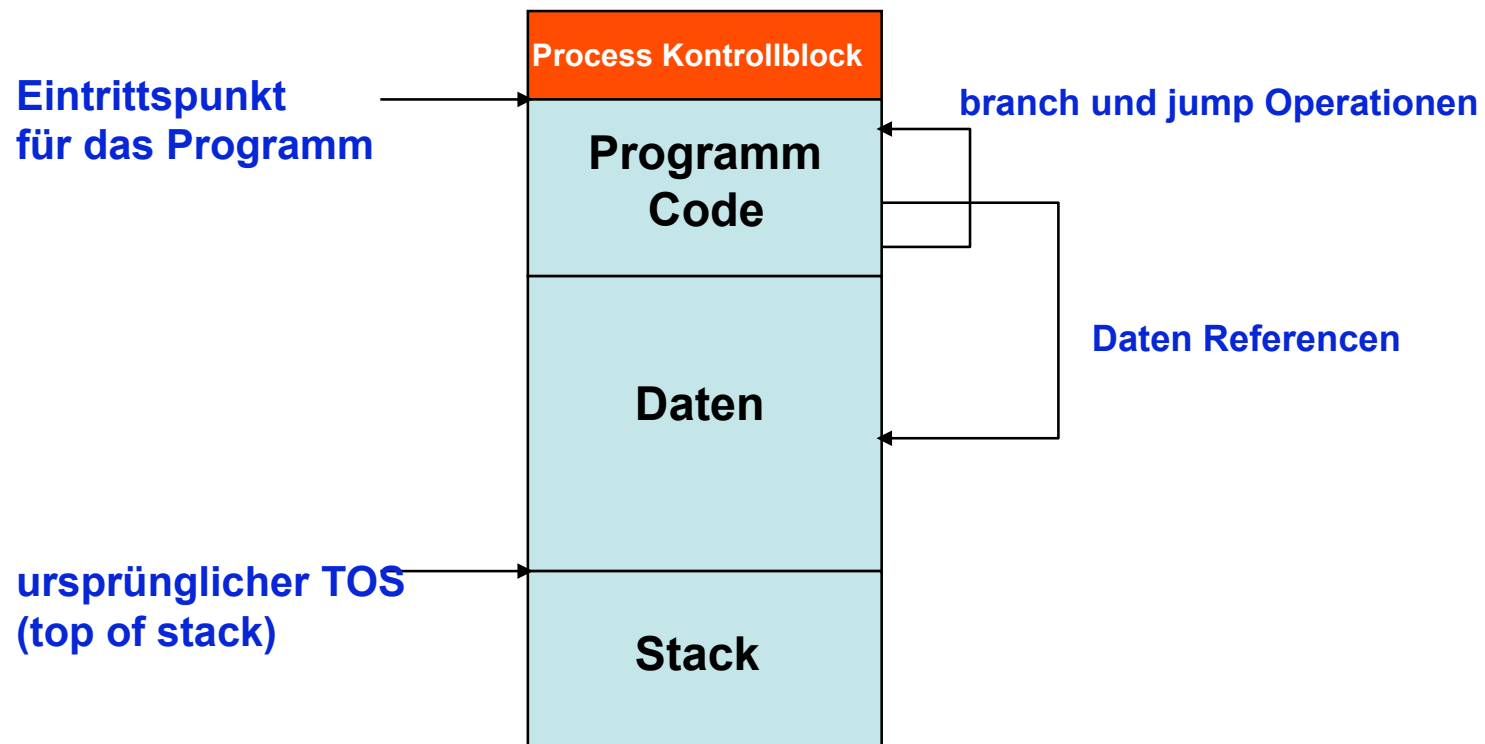 Process Kontrollblock
Eintrittspunkt
für das Programm
branch und jump Operationen
Programm
Code
Daten Referencen
Daten
ursprünglicher TOS
(top of stack)
Stack